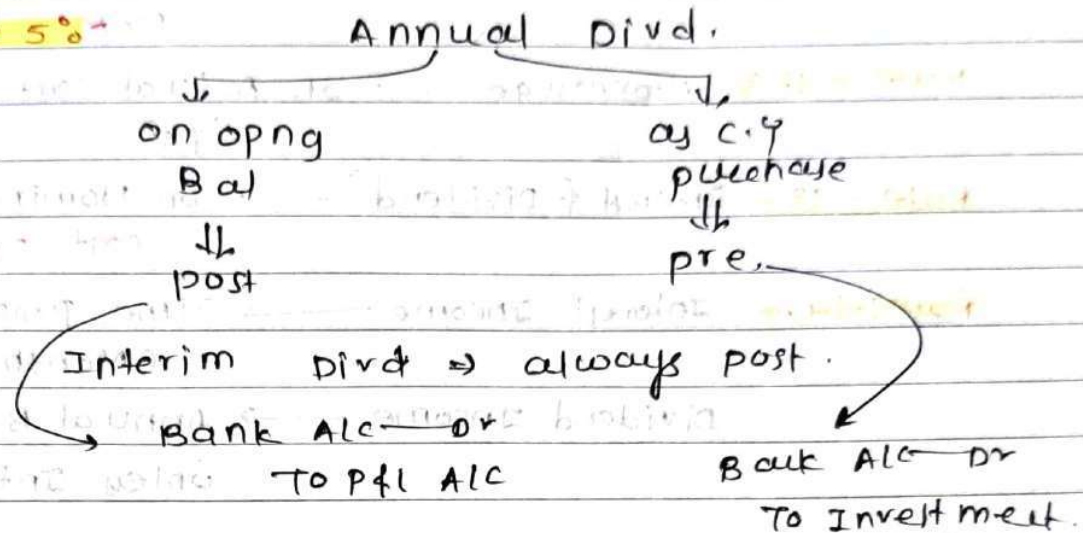 5%
Annual Divd.
on opng as C.Y
Bal purchase
post pre.
Interim Divd ⇒ always post.
Bank A/c Dr
To P&L A/C
Bank A/C Dr
To Investment.